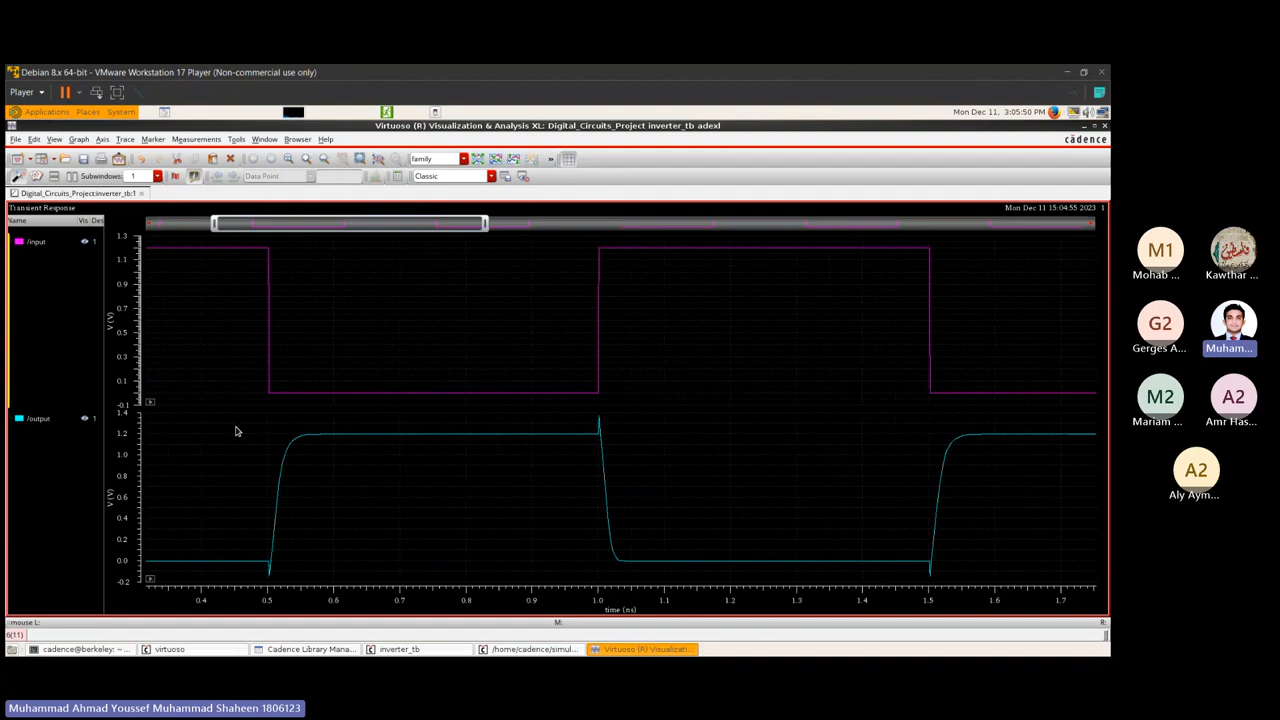 Debian 8.x 64-bit - VMware Workstation 17 Player (Non-commercial use only)
Player
Applications Places System
Mon Dec 11, 3:05:50 PM
Virtuoso (R) Visualization & Analysis XL: Digital_Circuits_Project inverter_tb adexl
File Edit View Graph Axis Trace Marker Measurements Tools Window Browser Help
cādence
family
Subwindows: 1
Data Point
Classic
Digital_Circuits_Project:inverter_tb:1
Transient Response
Mon Dec 11 15:04:55 2023 1
Name Vis Des
/input 1
1.3
1.1
0.9
0.7
0.5
0.3
0.1
-0.1
V (V)
/output 1
1.4
1.2
1.0
0.8
0.6
0.4
0.2
0.0
-0.2
V (V)
0.4 0.5 0.6 0.7 0.8 0.9 1.0 1.1 1.2 1.3 1.4 1.5 1.6 1.7
time (ns)
mouse L: M: R:
6(11)
cadence@berkeley: ~... virtuoso Cadence Library Mana... inverter_tb /home/cadence/simul... Virtuoso (R) Visualizati...
M1
Mohab ...
Kawthar ...
G2
Gerges A...
Muham...
M2
Mariam ...
A2
Amr Has...
A2
Aly Aym...
Muhammad Ahmad Youssef Muhammad Shaheen 1806123